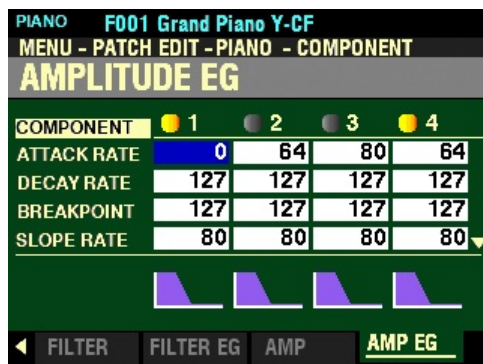 PIANO F001 Grand Piano Y-CF
MENU - PATCH EDIT - PIANO - COMPONENT
AMPLITUDE EG
COMPONENT 1 2 3 4
ATTACK RATE 0 64 80 64
DECAY RATE 127 127 127 127
BREAKPOINT 127 127 127 127
SLOPE RATE 80 80 80 80
FILTER FILTER EG AMP AMP EG